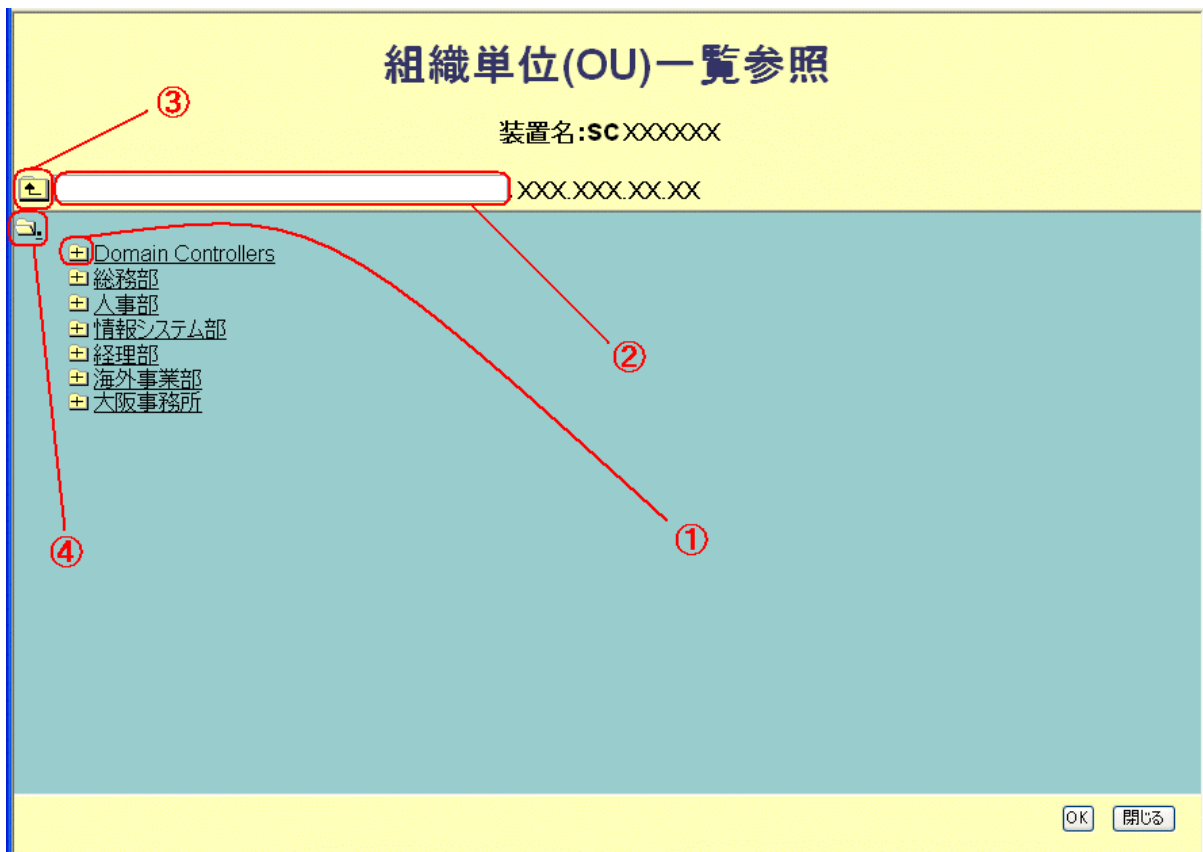 組織単位(OU)一覧参照
③
装置名:SCXXXXXX
.XXX.XXX.XX.XX
Domain Controllers
総務部
人事部
情報システム部
②
経理部
海外事業部
大阪事務所
①
④
OK 閉じる